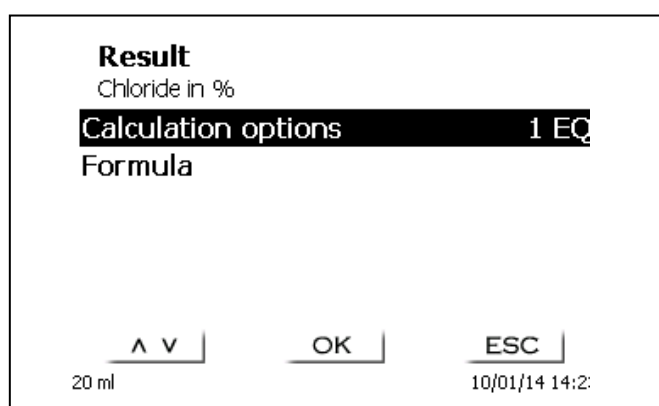 Result
Chloride in %
Calculation options 1 EQ
Formula
∧ ∨ OK ESC
20 ml 10/01/14 14:2